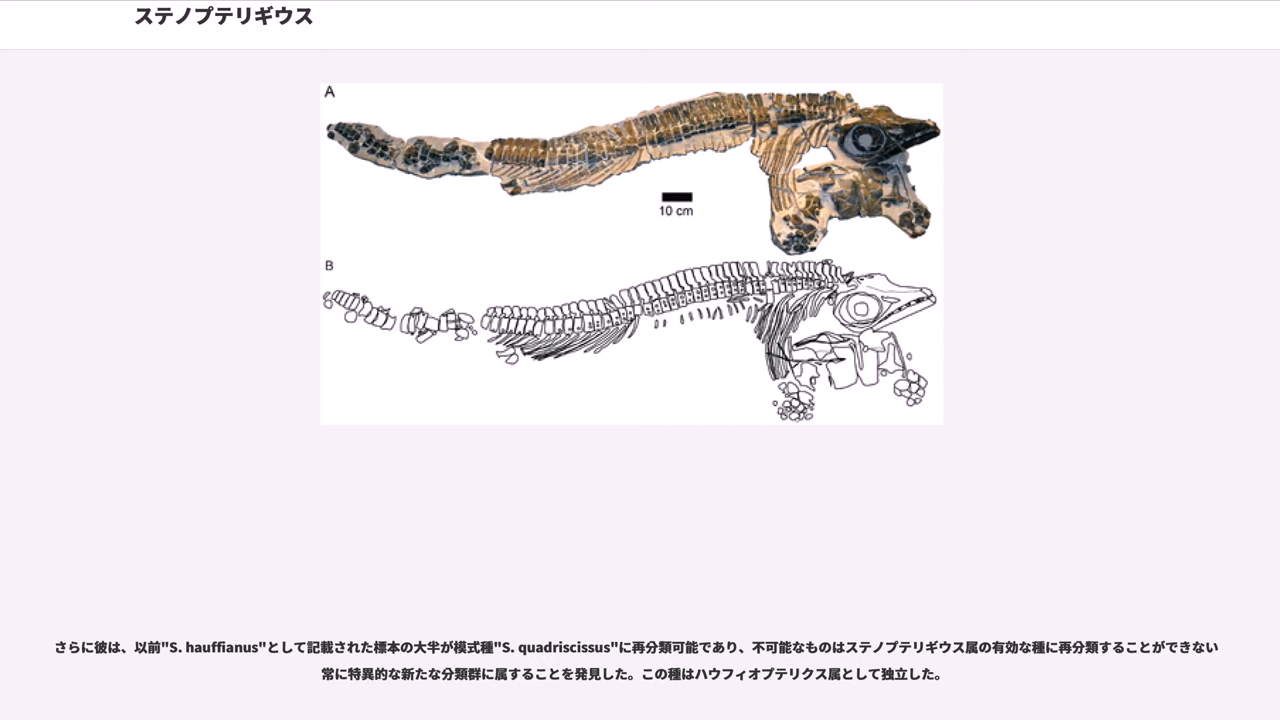 ステノプテリギウス
A
10 cm
B
さらに彼は、以前"S. hauffianus"として記載された標本の大半が模式種"S. quadriscissus"に再分類可能であり、不可能なものはステノプテリギウス属の有効な種に再分類することができない
常に特異的な新たな分類群に属することを発見した。この種はハウフィオプテリクス属として独立した。